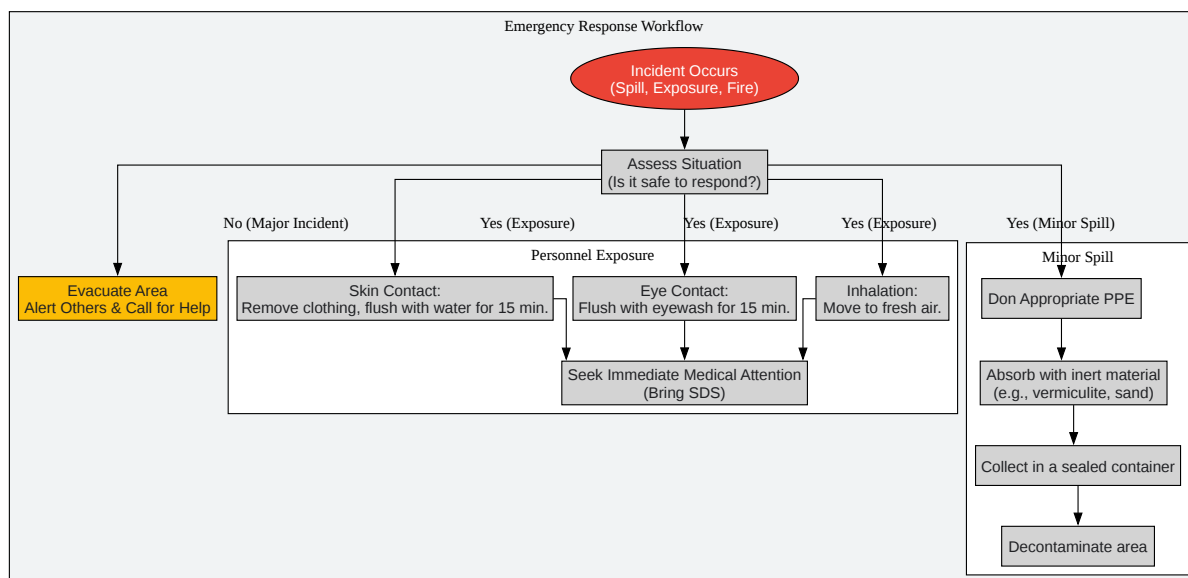 Emergency Response Workflow
Incident Occurs
(Spill, Exposure, Fire)
Assess Situation
(Is it safe to respond?)
No (Major Incident)
Yes (Exposure)
Yes (Exposure)
Yes (Exposure)
Yes (Minor Spill)
Evacuate Area
Alert Others & Call for Help
Personnel Exposure
Skin Contact:
Remove clothing, flush with water for 15 min.
Eye Contact:
Flush with eyewash for 15 min.
Inhalation:
Move to fresh air.
Seek Immediate Medical Attention
(Bring SDS)
Minor Spill
Don Appropriate PPE
Absorb with inert material
(e.g., vermiculite, sand)
Collect in a sealed container
Decontaminate area